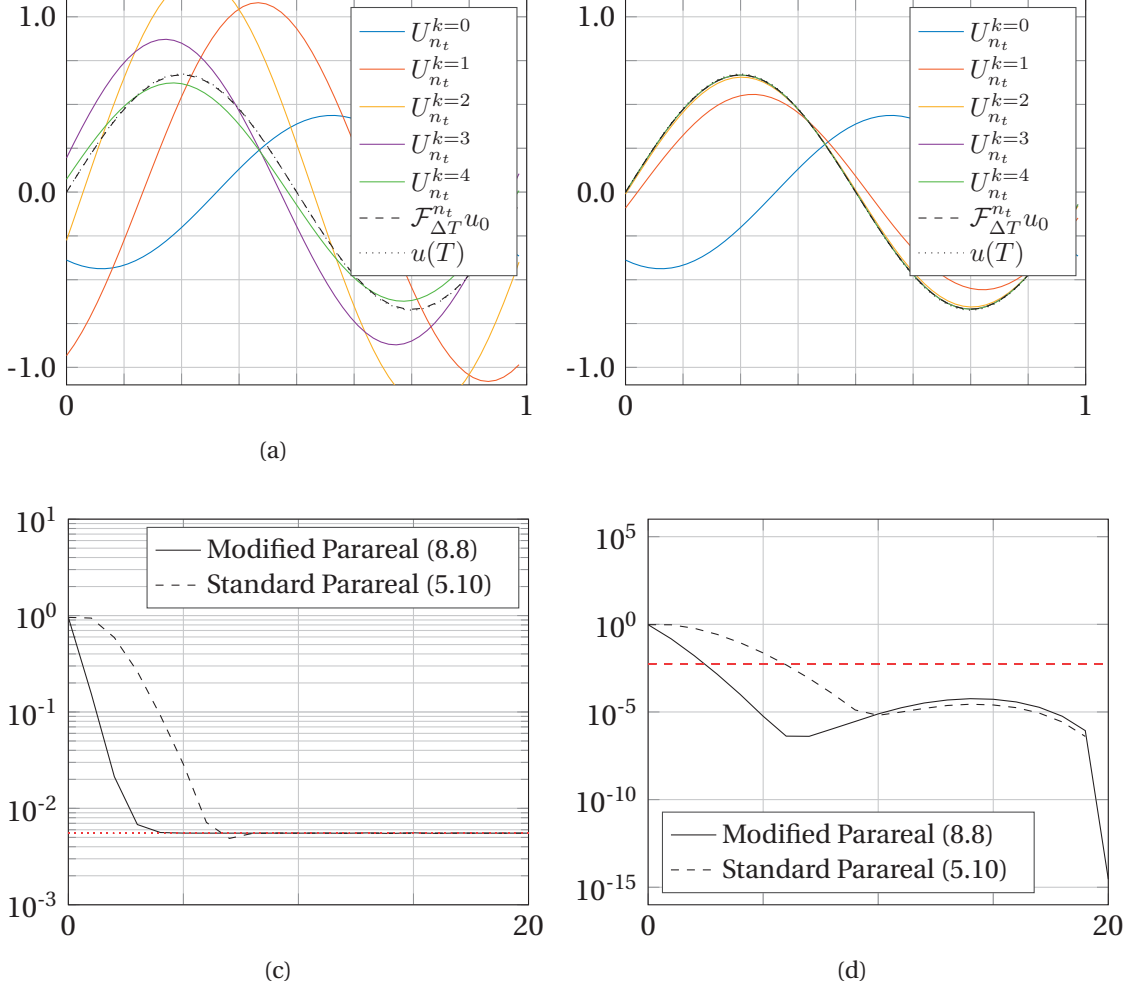 1.0
0.0
-1.0
0
1
U^{k=0}_{n_t}
U^{k=1}_{n_t}
U^{k=2}_{n_t}
U^{k=3}_{n_t}
U^{k=4}_{n_t}
\mathcal{F}^{n_t}_{\Delta T} u_0
u(T)
(a)
1.0
0.0
-1.0
0
1
U^{k=0}_{n_t}
U^{k=1}_{n_t}
U^{k=2}_{n_t}
U^{k=3}_{n_t}
U^{k=4}_{n_t}
\mathcal{F}^{n_t}_{\Delta T} u_0
u(T)
10^1
10^0
10^{-1}
10^{-2}
10^{-3}
0
20
Modified Parareal (8.8)
Standard Parareal (5.10)
(c)
10^5
10^0
10^{-5}
10^{-10}
10^{-15}
0
20
Modified Parareal (8.8)
Standard Parareal (5.10)
(d)